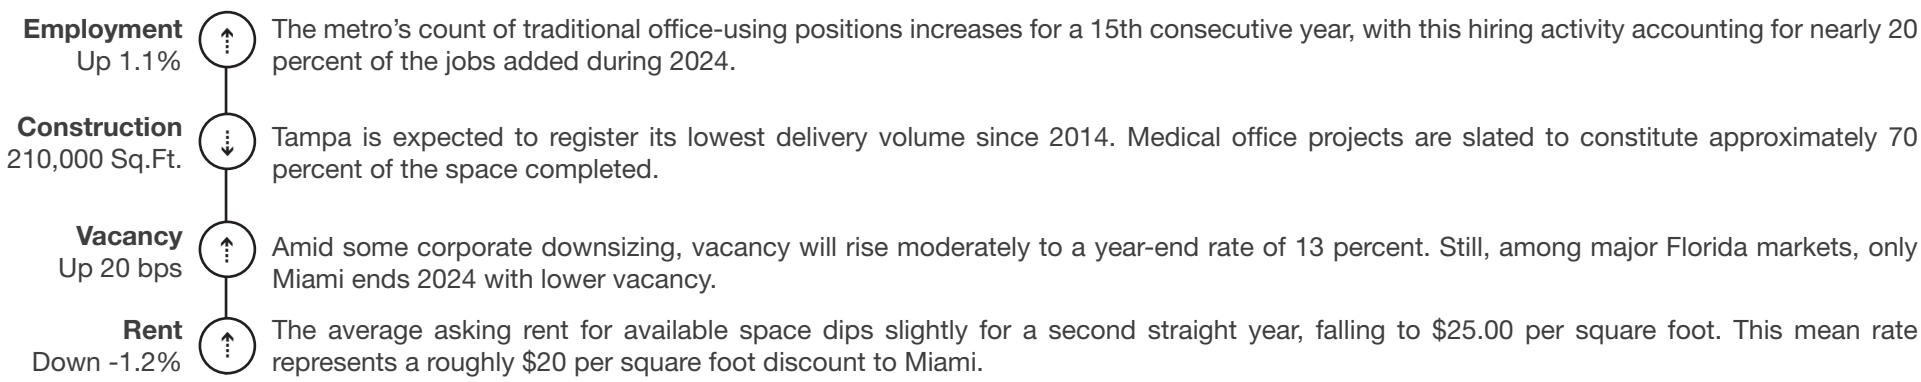 Employment
Up 1.1%
The metro's count of traditional office-using positions increases for a 15th consecutive year, with this hiring activity accounting for nearly 20
percent of the jobs added during 2024.
Construction
210,000 Sq.Ft.
Tampa is expected to register its lowest delivery volume since 2014. Medical office projects are slated to constitute approximately 70
percent of the space completed.
Vacancy
Up 20 bps
Amid some corporate downsizing, vacancy will rise moderately to a year-end rate of 13 percent. Still, among major Florida markets, only
Miami ends 2024 with lower vacancy.
Rent
Down -1.2%
The average asking rent for available space dips slightly for a second straight year, falling to $25.00 per square foot. This mean rate
represents a roughly $20 per square foot discount to Miami.